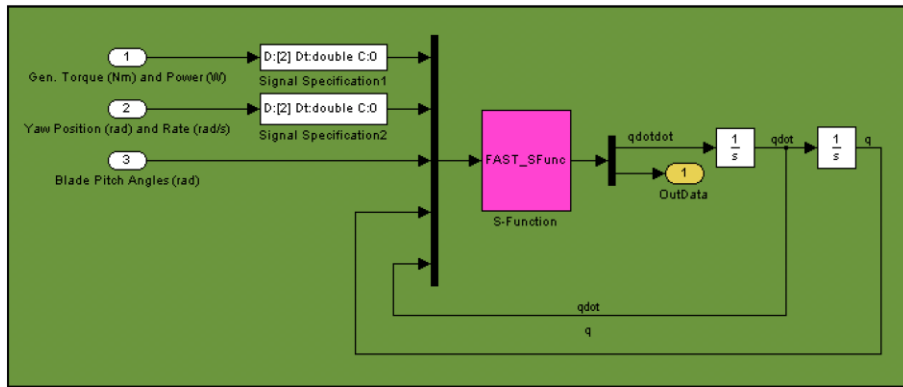 1
D:[2] Dt:double C:0
Gen. Torque (Nm) and Power (W)
Signal Specification1
2
D:[2] Dt:double C:0
Yaw Position (rad) and Rate (rad/s)
Signal Specification2
3
Blade Pitch Angles (rad)
FAST_SFunc
S-Function
qdotdot
1
OutData
1
s
qdot
1
s
q
qdot
q